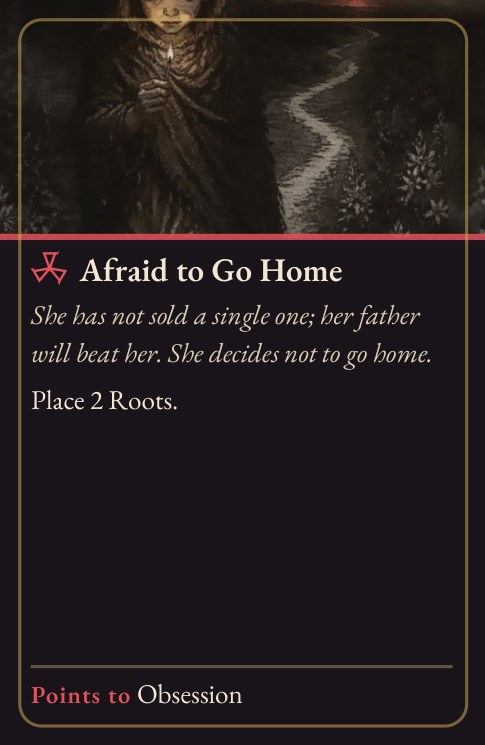 Afraid to Go Home
She has not sold a single one; her father
will beat her. She decides not to go home.
Place 2 Roots.
Points to Obsession